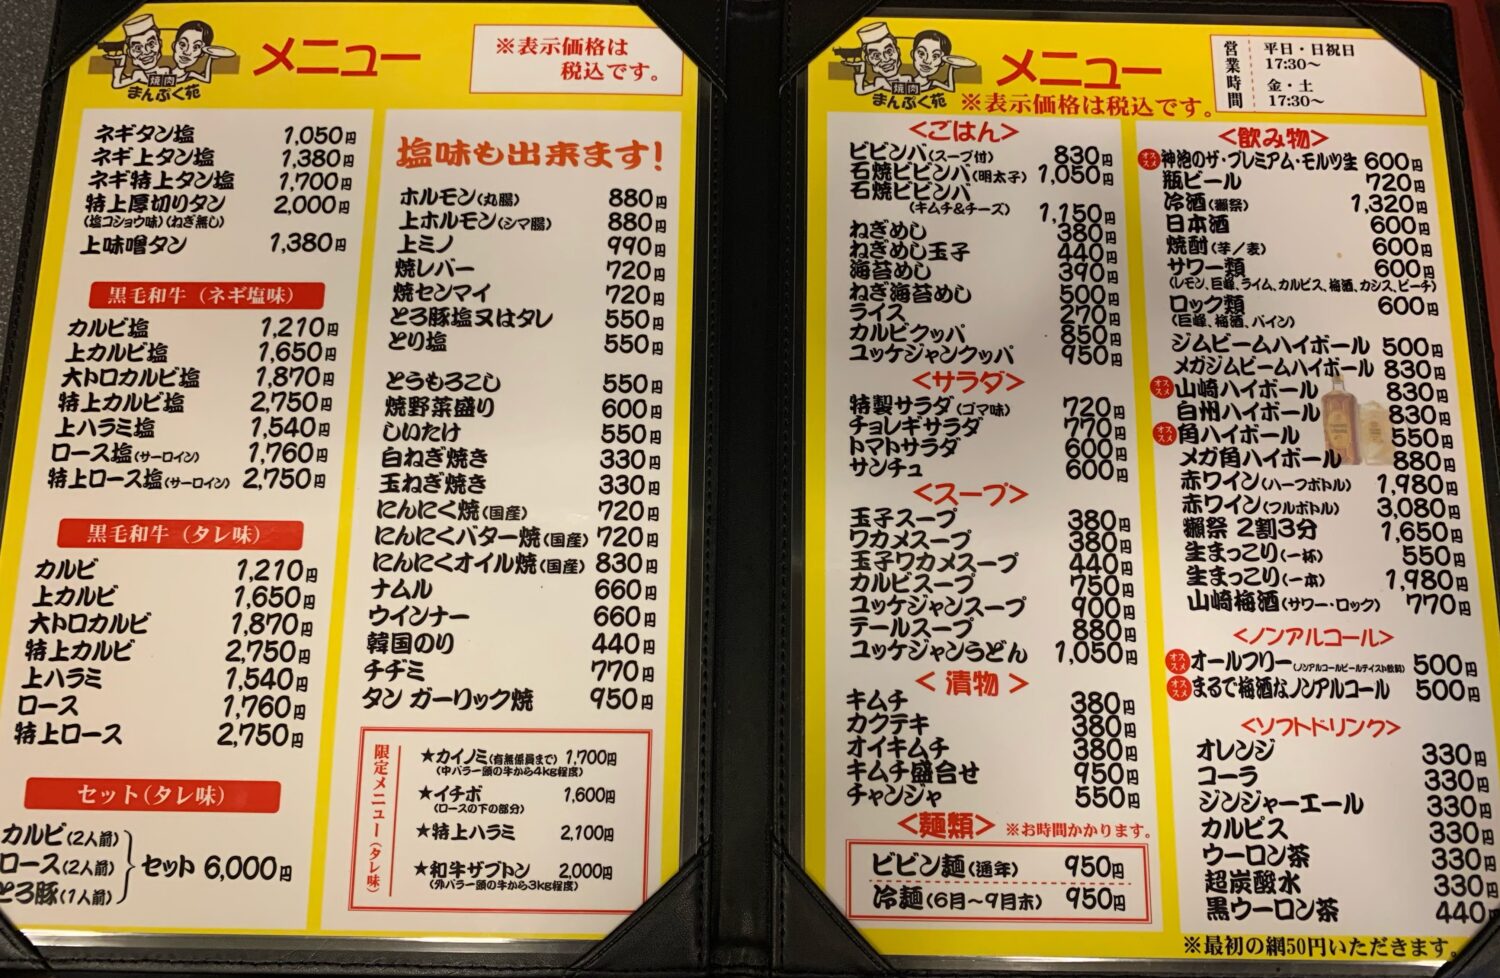 焼肉
まんぷく苑
メニュー
※表示価格は
税込です。
ネギタン塩 1,050円
ネギ上タン塩 1,380円
ネギ特上タン塩 1,700円
特上厚切りタン 2,000円
(塩コショウ味)(ねぎ無し)
上味噌タン 1,380円
黒毛和牛(ネギ塩味)
カルビ塩 1,210円
上カルビ塩 1,650円
大トロカルビ塩 1,870円
特上カルビ塩 2,750円
上ハラミ塩 1,540円
ロース塩(サーロイン) 1,760円
特上ロース塩(サーロイン) 2,750円
黒毛和牛(タレ味)
カルビ 1,210円
上カルビ 1,650円
大トロカルビ 1,870円
特上カルビ 2,750円
上ハラミ 1,540円
ロース 1,760円
特上ロース 2,750円
セット(タレ味)
カルビ(2人前)
ロース(2人前)
とろ豚(1人前)
セット 6,000円
塩味も出来ます!
ホルモン(丸腸) 880円
上ホルモン(シマ腸) 880円
上ミノ 990円
焼レバー 720円
焼センマイ 720円
とろ豚塩又はタレ 550円
とり塩 550円
とうもろこし 550円
焼野菜盛り 600円
しいたけ 550円
白ねぎ焼き 330円
玉ねぎ焼き 330円
にんにく焼(国産) 720円
にんにくバター焼(国産) 720円
にんにくオイル焼(国産) 830円
ナムル 660円
ウインナー 660円
韓国のり 440円
チヂミ 770円
タン ガーリック焼 950円
限定メニュー(タレ味)
★カイノミ(有無係員まで) 1,700円
(中バラ一頭の牛から4kg程度)
★イチボ 1,600円
(ロースの下の部分)
★特上ハラミ 2,100円
★和牛ザブトン 2,000円
(外バラ一頭の牛から3kg程度)
焼肉
まんぷく苑
メニュー
※表示価格は税込です。
営業時間
平日・日祝日
17:30～
金・土
17:30～
<ごはん>
ビビンバ(スープ付) 830円
石焼ビビンバ(明太子) 1,050円
石焼ビビンバ
(キムチ&チーズ) 1,150円
ねぎめし 380円
ねぎめし玉子 440円
海苔めし 390円
ねぎ海苔めし 500円
ライス 270円
カルビクッパ 850円
ユッケジャンクッパ 950円
<サラダ>
特製サラダ(ゴマ味) 720円
チョレギサラダ 770円
トマトサラダ 600円
サンチュ 600円
<スープ>
玉子スープ 380円
ワカメスープ 380円
玉子ワカメスープ 440円
カルビスープ 750円
ユッケジャンスープ 900円
テールスープ 880円
ユッケジャンうどん 1,050円
<漬物>
キムチ 380円
カクテキ 380円
オイキムチ 380円
キムチ盛合せ 950円
チャンジャ 550円
<麺類> ※お時間かかります。
ビビン麺(通年) 950円
冷麺(6月～9月末) 950円
<飲み物>
オススメ 神泡のザ・プレミアム・モルツ生 600円
瓶ビール 720円
冷酒(獺祭) 1,320円
日本酒 600円
焼酎(芋/麦) 600円
サワー類 600円
(レモン、巨峰、ライム、カルピス、梅酒、カシス、ピーチ)
ロック類 600円
(巨峰、梅酒、パイン)
ジムビームハイボール 500円
メガジムビームハイボール 830円
オススメ 山崎ハイボール 830円
白州ハイボール 830円
オススメ 角ハイボール 550円
メガ角ハイボール 880円
赤ワイン(ハーフボトル) 1,980円
赤ワイン(フルボトル) 3,080円
獺祭 2割3分 1,650円
生まっこり(一杯) 550円
生まっこり(一本) 1,980円
山崎梅酒(サワー・ロック) 770円
<ノンアルコール>
オススメ オールフリー(ノンアルコールビールテイスト飲料) 500円
オススメ まるで梅酒なノンアルコール 500円
<ソフトドリンク>
オレンジ 330円
コーラ 330円
ジンジャーエール 330円
カルピス 330円
ウーロン茶 330円
超炭酸水 330円
黒ウーロン茶 440円
※最初の網50円いただきます。